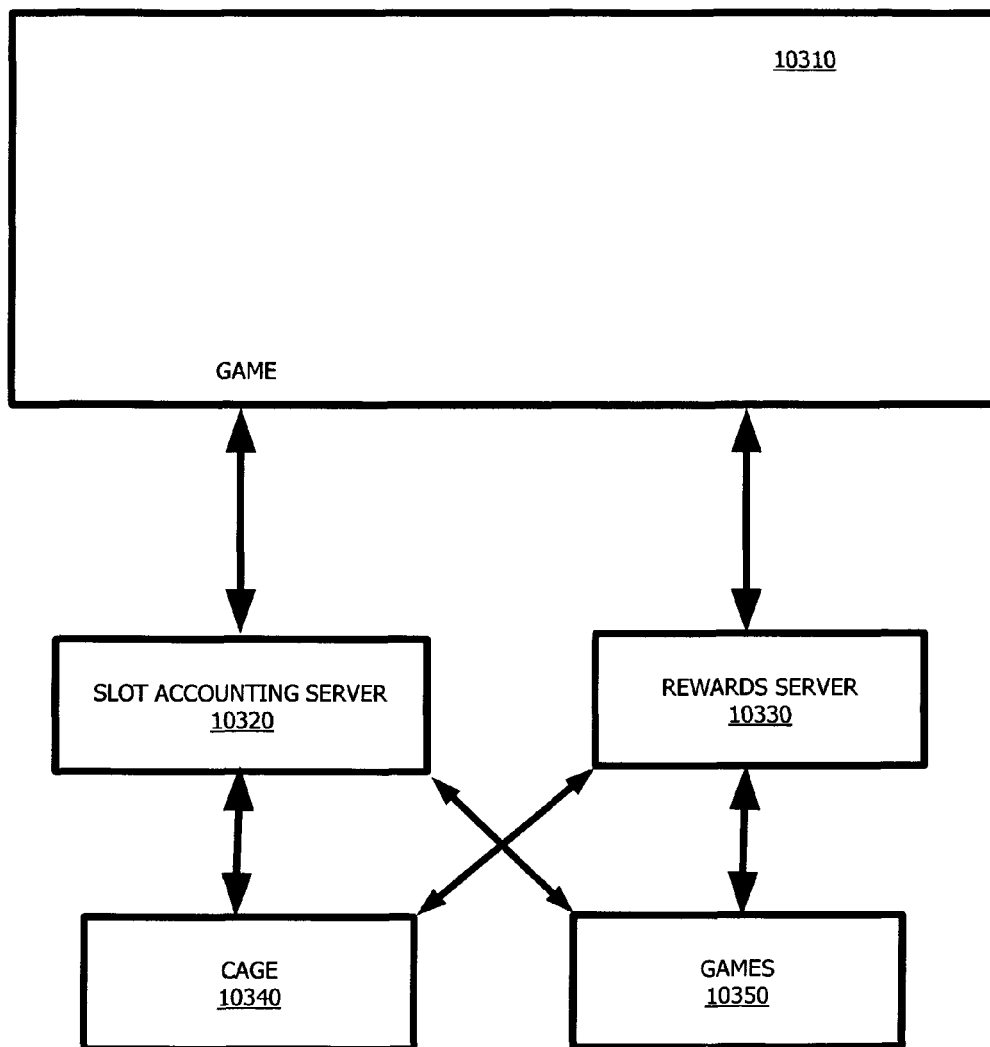 10310
GAME
SLOT ACCOUNTING SERVER
10320
REWARDS SERVER
10330
CAGE
10340
GAMES
10350